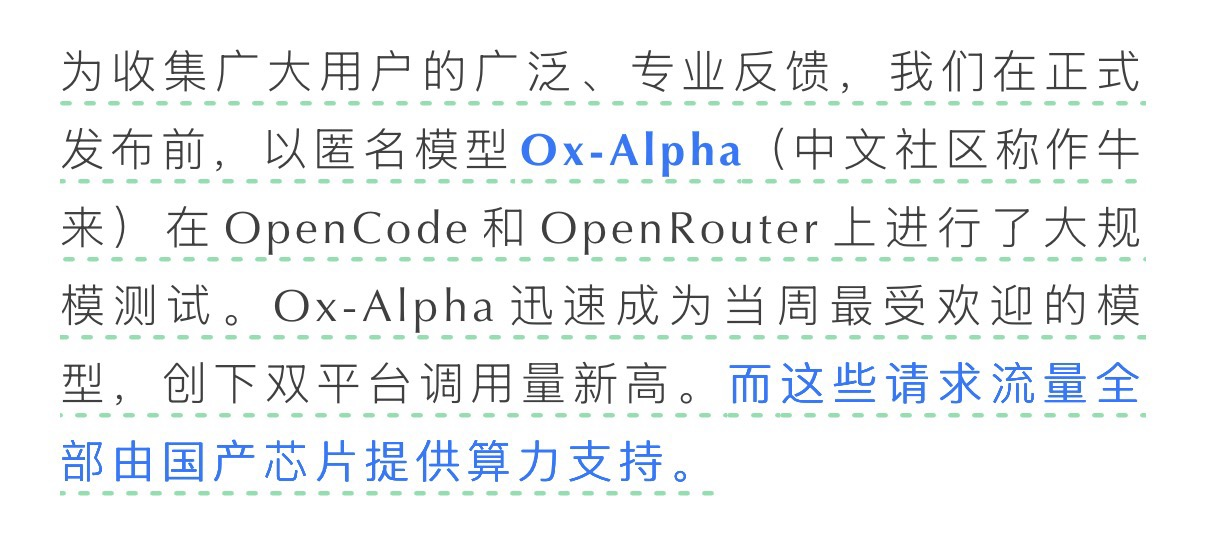 为收集广大用户的广泛、专业反馈，我们在正式
发布前，以匿名模型 Ox-Alpha（中文社区称作牛
来）在 OpenCode 和 OpenRouter 上进行了大规
模测试。Ox-Alpha 迅速成为当周最受欢迎的模
型，创下双平台调用量新高。而这些请求流量全
部由国产芯片提供算力支持。